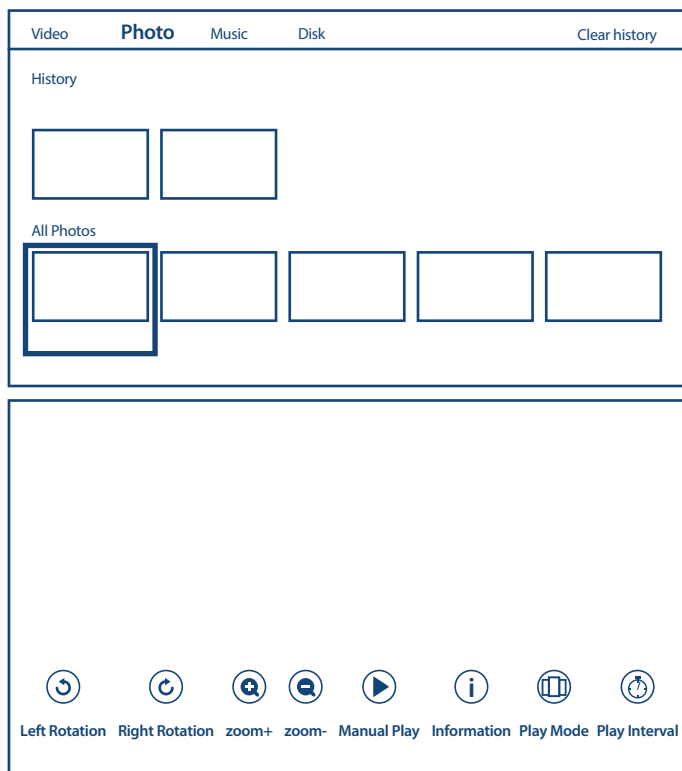 Video Photo Music Disk Clear history
History
All Photos
Left Rotation Right Rotation zoom+ zoom- Manual Play Information Play Mode Play Interval